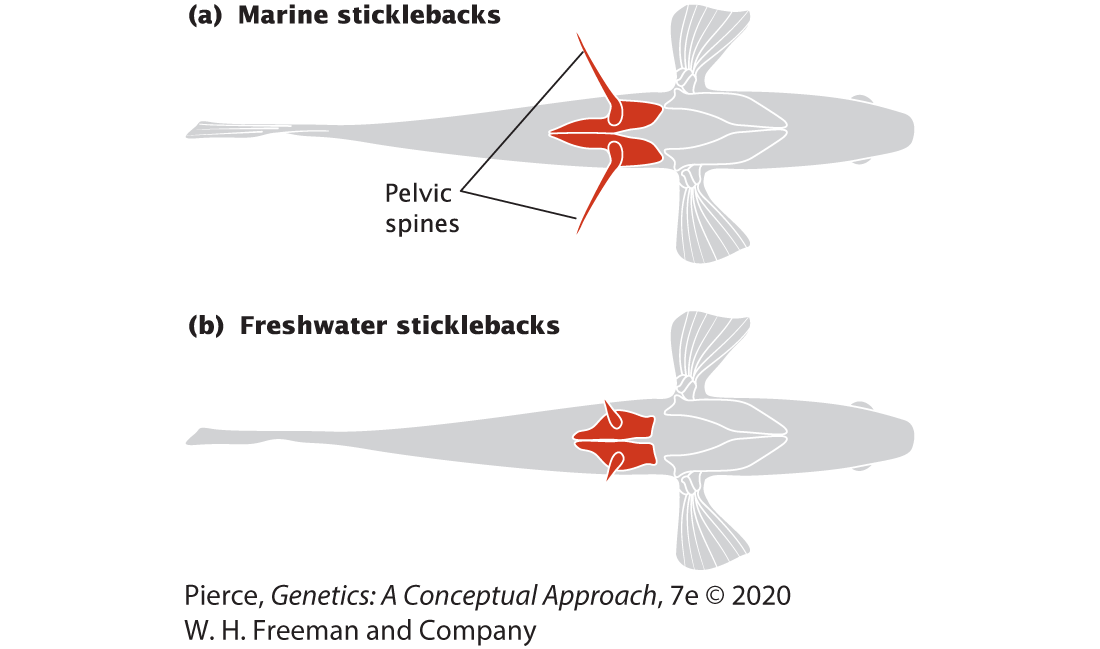 (a) Marine sticklebacks
Pelvic
spines
(b) Freshwater sticklebacks
Pierce, Genetics: A Conceptual Approach, 7e © 2020
W. H. Freeman and Company